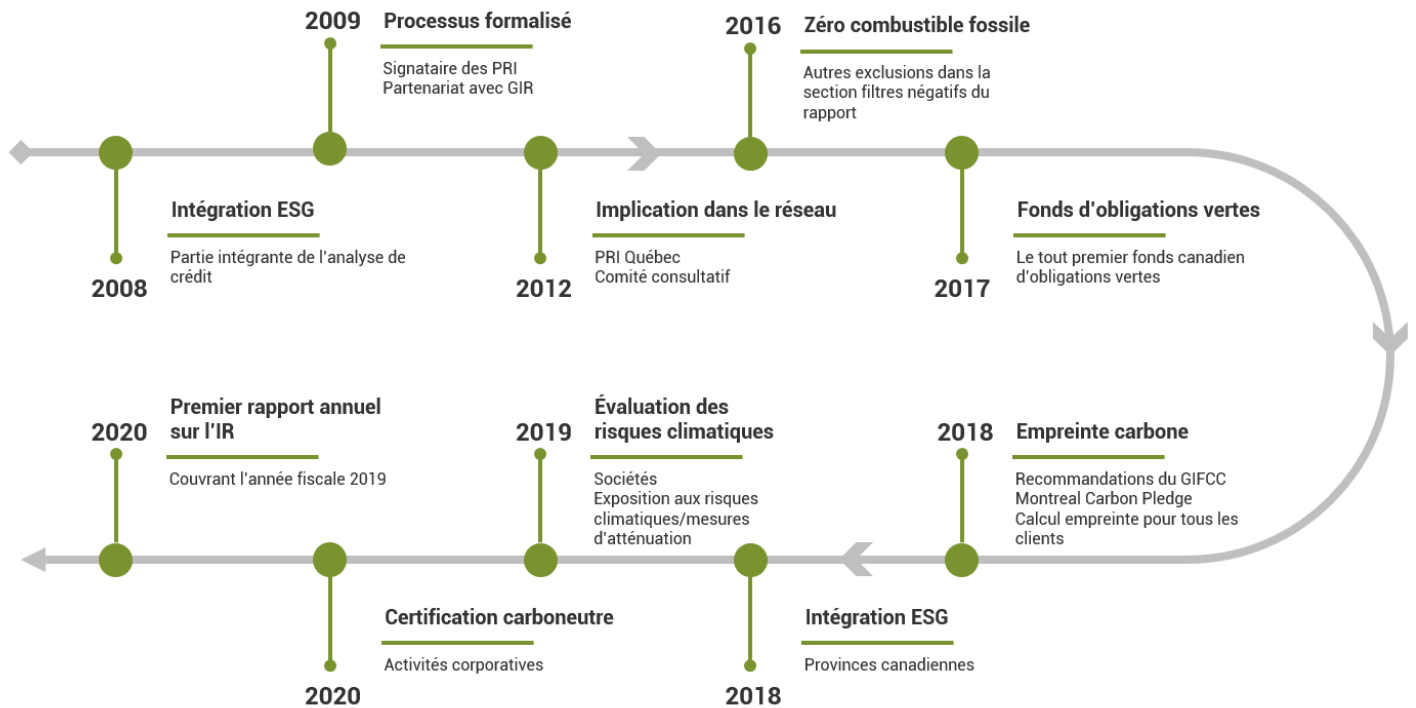 2008
Intégration ESG
Partie intégrante de l'analyse de
crédit
2009
Processus formalisé
Signataire des PRI
Partenariat avec GIR
2012
Implication dans le réseau
PRI Québec
Comité consultatif
2016
Zéro combustible fossile
Autres exclusions dans la
section filtres négatifs du
rapport
2017
Fonds d'obligations vertes
Le tout premier fonds canadien
d'obligations vertes
2018
Empreinte carbone
Recommandations du GIFCC
Montreal Carbon Pledge
Calcul empreinte pour tous les
clients
2018
Intégration ESG
Provinces canadiennes
2019
Évaluation des
risques climatiques
Sociétés
Exposition aux risques
climatiques/mesures
d'atténuation
2020
Certification carboneutre
Activités corporatives
2020
Premier rapport annuel
sur l'IR
Couvrant l'année fiscale 2019